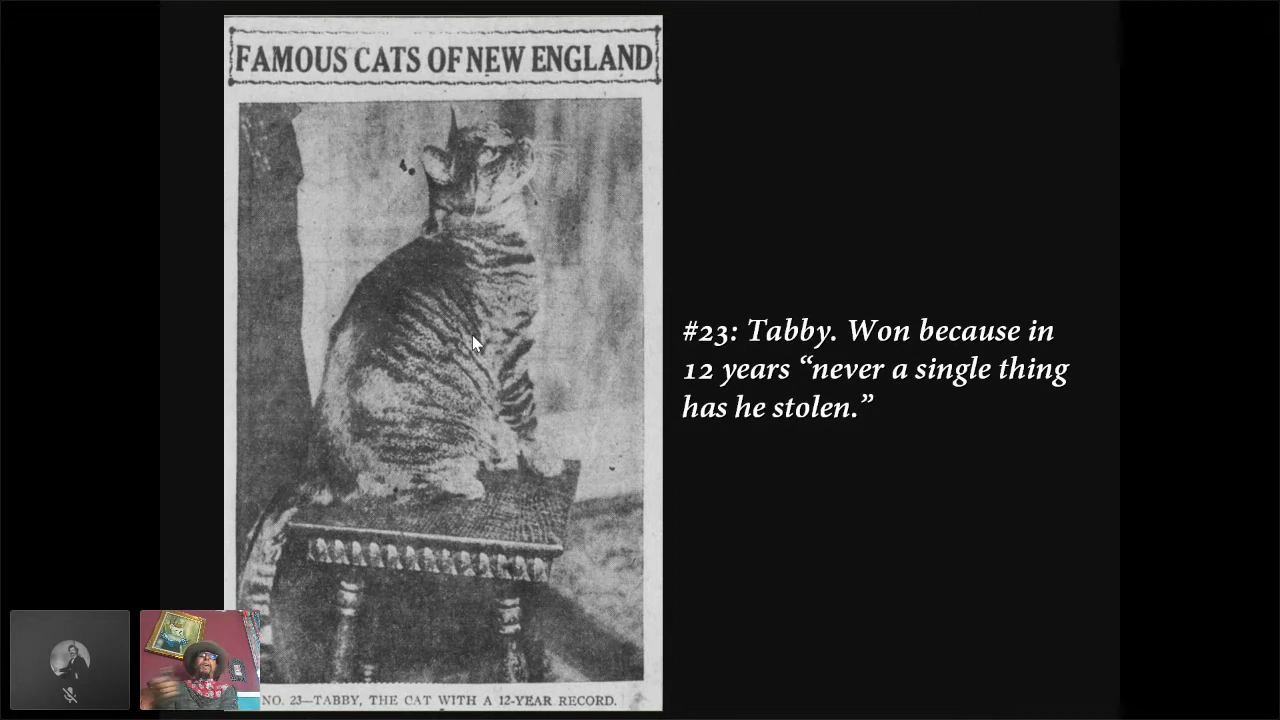 FAMOUS CATS OF NEW ENGLAND
#23: Tabby. Won because in
12 years “never a single thing
has he stolen.”
NO. 23—TABBY, THE CAT WITH A 12-YEAR RECORD.